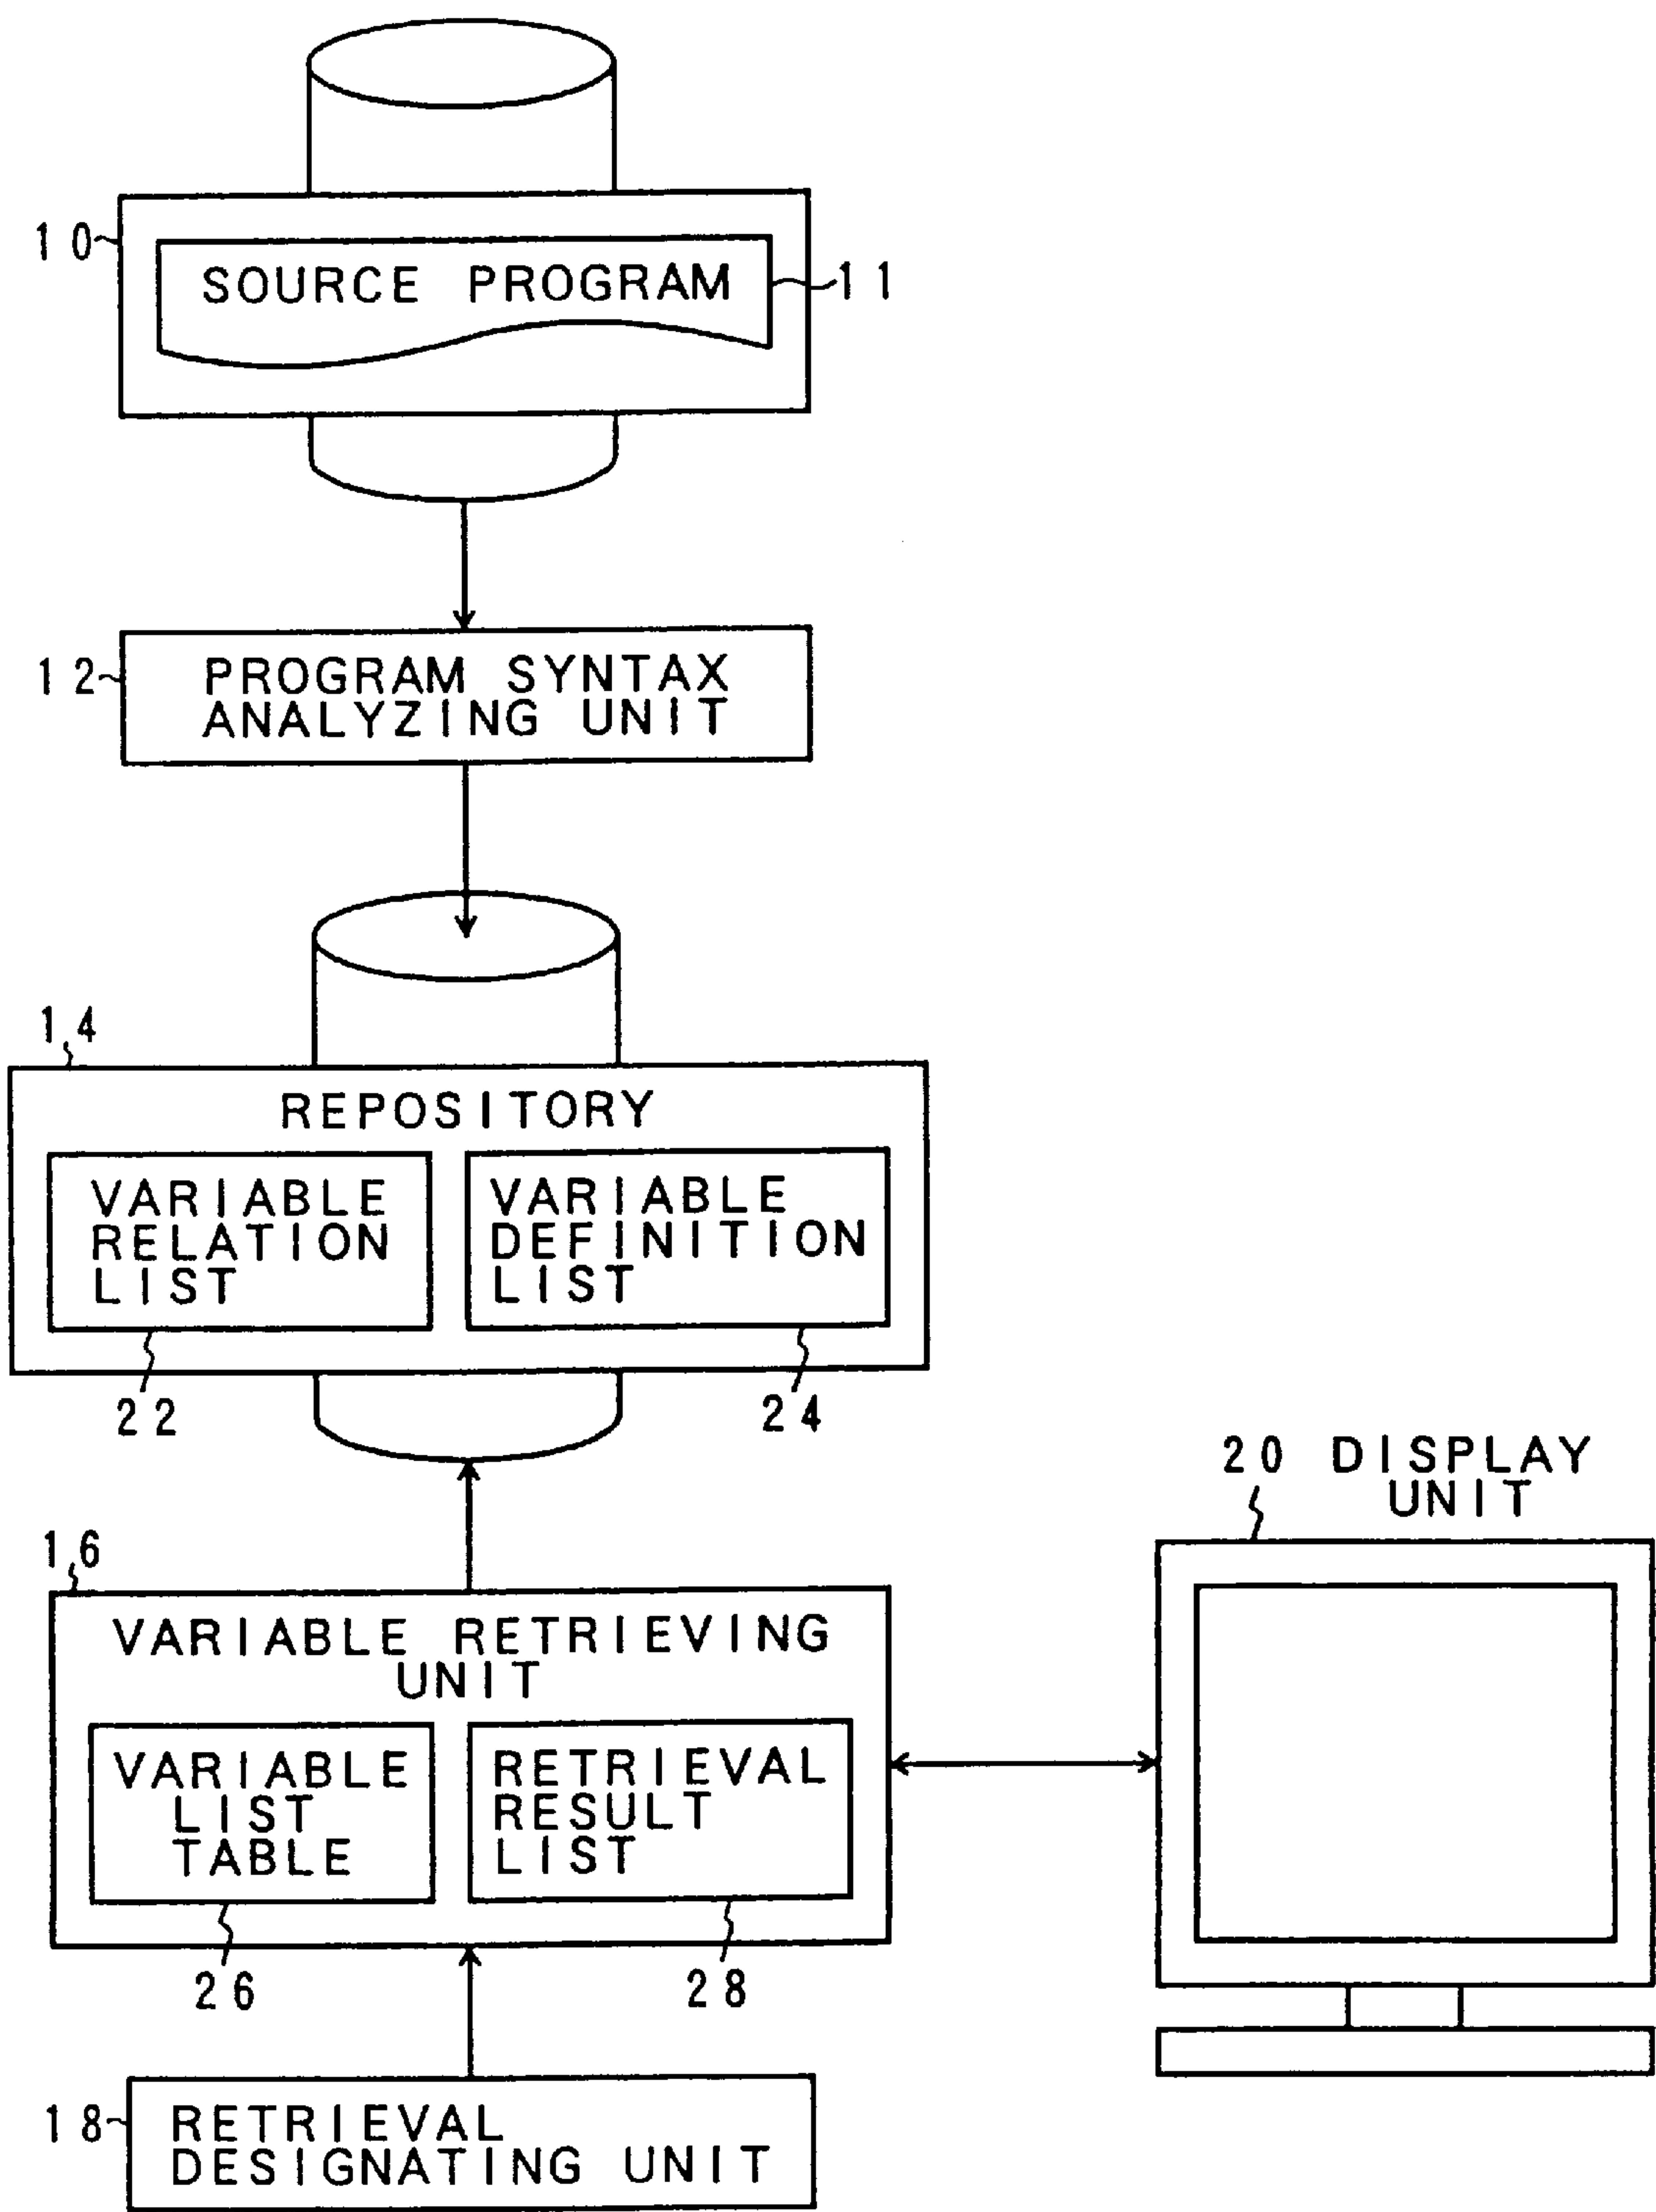 10
SOURCE PROGRAM
11
12
PROGRAM SYNTAX
ANALYZING UNIT
14
REPOSITORY
VARIABLE
RELATION
LIST
VARIABLE
DEFINITION
LIST
22
24
20 DISPLAY
UNIT
16
VARIABLE RETRIEVING
UNIT
VARIABLE
LIST
TABLE
RETRIEVAL
RESULT
LIST
26
28
18
RETRIEVAL
DESIGNATING UNIT